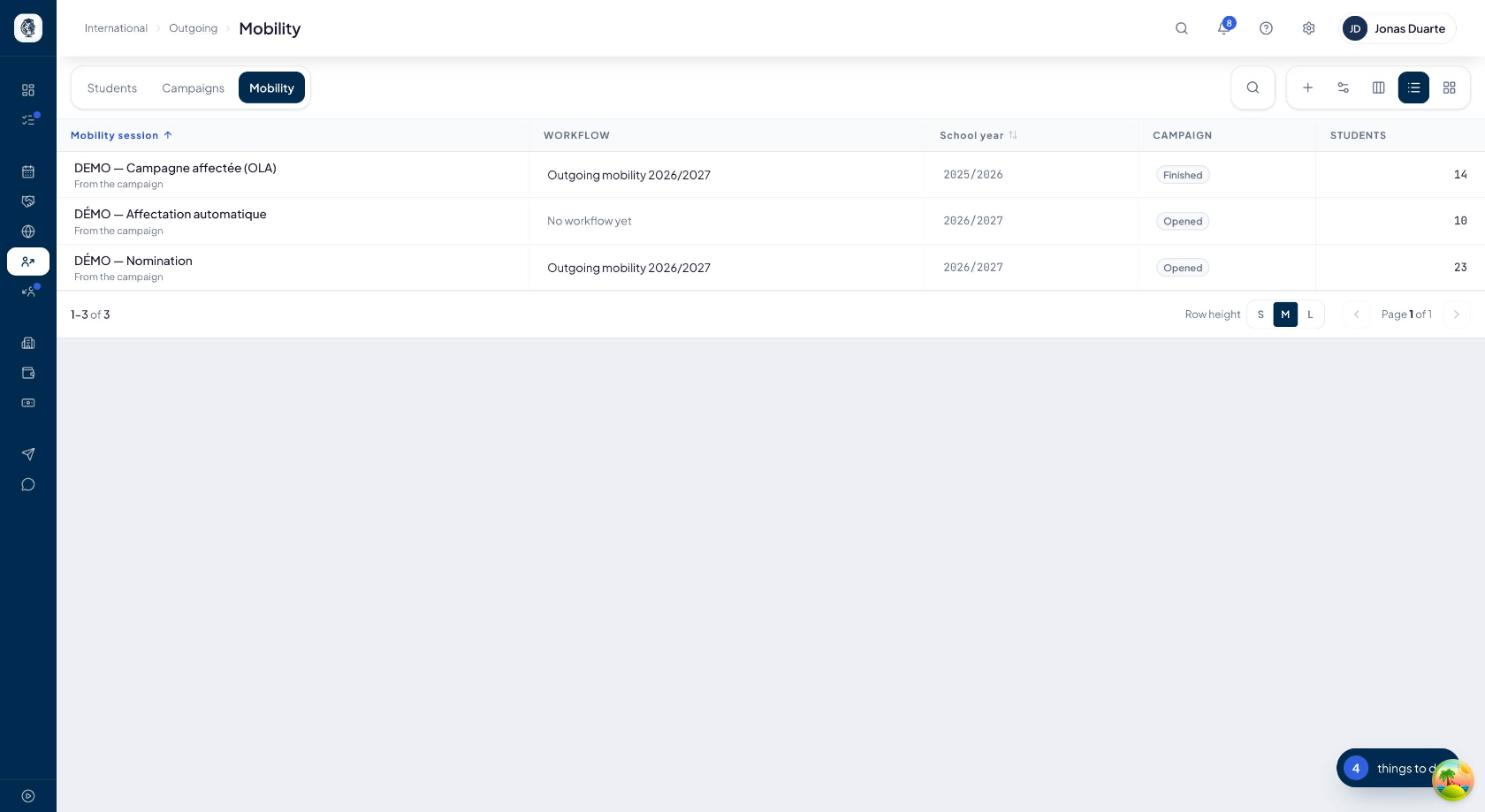 International > Outgoing > Mobility
8
JD Jonas Duarte
Students Campaigns Mobility
Mobility session ↑ WORKFLOW School year ↑↓ CAMPAIGN STUDENTS
DEMO — Campagne affectée (OLA)
From the campaign
Outgoing mobility 2026/2027 2025/2026 Finished 14
DÉMO — Affectation automatique
From the campaign
No workflow yet 2026/2027 Opened 10
DÉMO — Nomination
From the campaign
Outgoing mobility 2026/2027 2026/2027 Opened 23
1–3 of 3 Row height S M L Page 1 of 1
4 things to